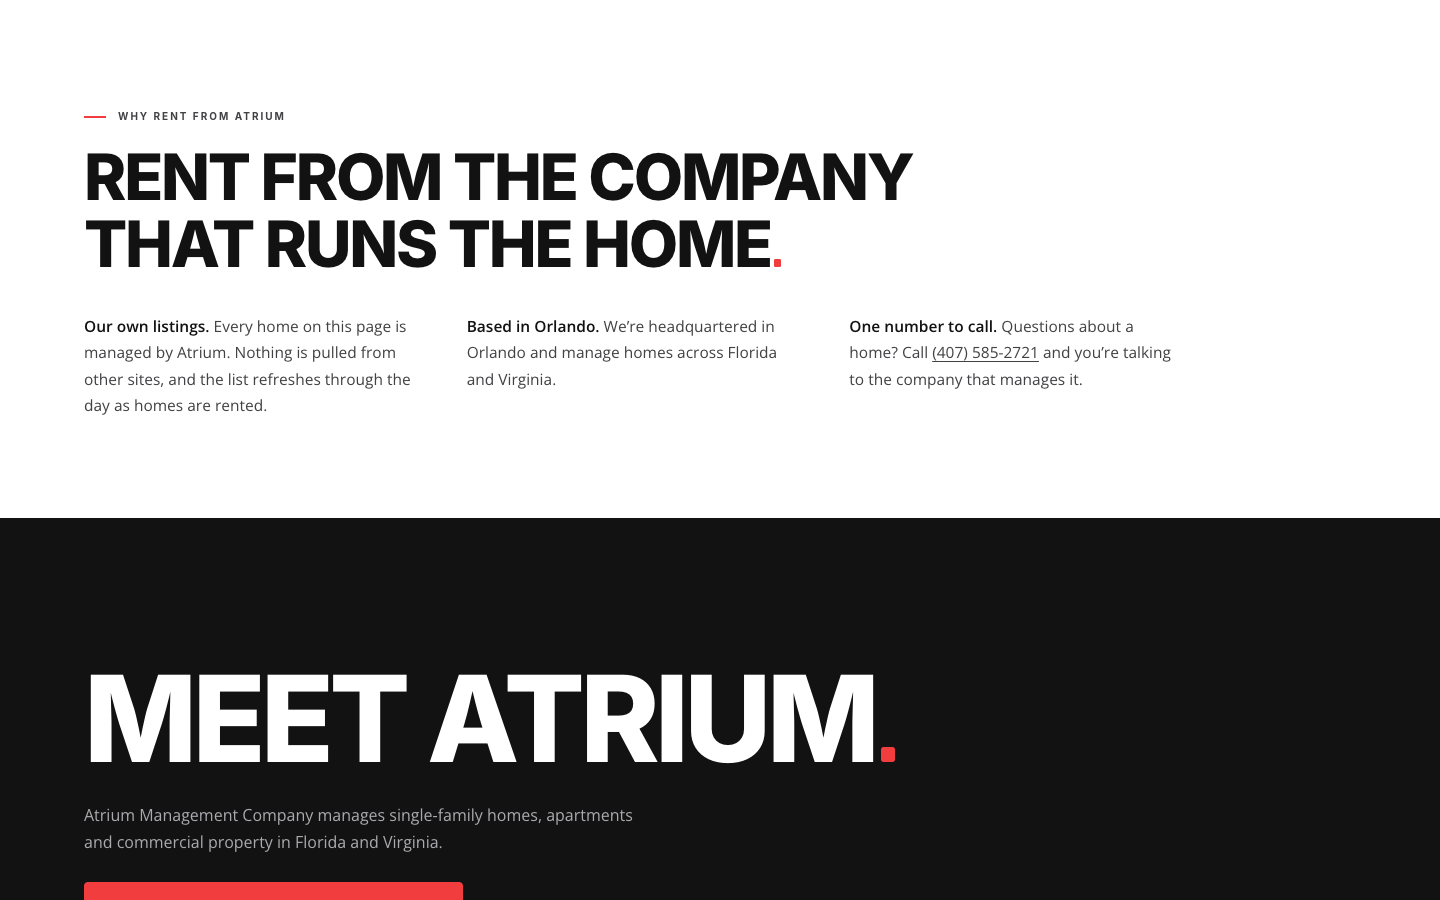 WHY RENT FROM ATRIUM
RENT FROM THE COMPANY
THAT RUNS THE HOME.
Our own listings. Every home on this page is
managed by Atrium. Nothing is pulled from
other sites, and the list refreshes through the
day as homes are rented.
Based in Orlando. We’re headquartered in
Orlando and manage homes across Florida
and Virginia.
One number to call. Questions about a
home? Call (407) 585-2721 and you’re talking
to the company that manages it.
MEET ATRIUM.
Atrium Management Company manages single-family homes, apartments
and commercial property in Florida and Virginia.